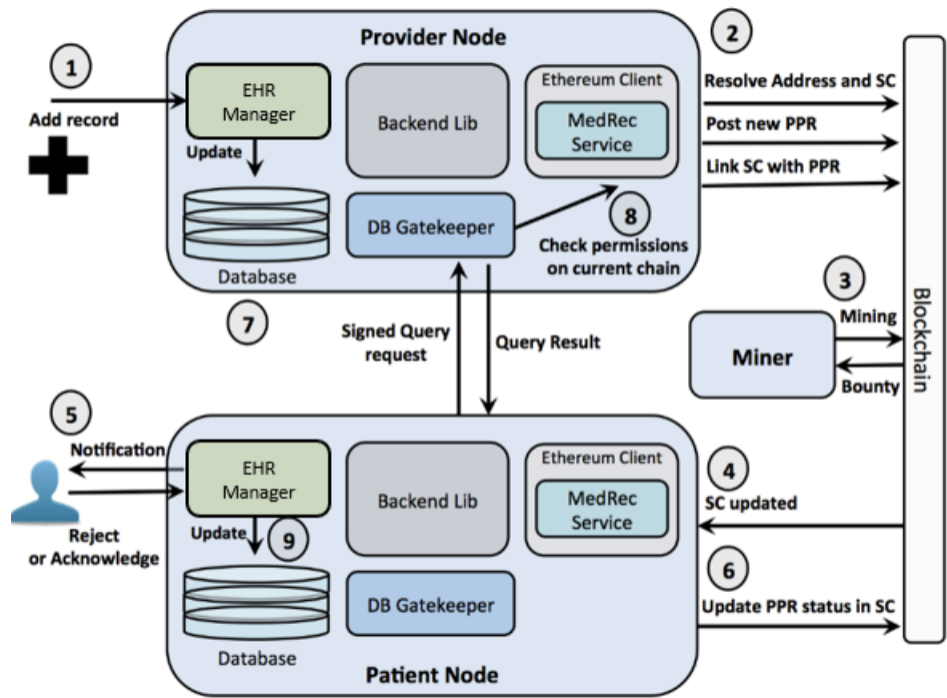 Provider Node
1
Add record
EHR
Manager
Update
Database
Backend Lib
DB Gatekeeper
Ethereum Client
MedRec
Service
8
Check permissions
on current chain
2
Resolve Address and SC
Post new PPR
Link SC with PPR
Blockchain
3
Mining
Miner
Bounty
7
Signed Query
request
Query Result
5
Notification
Reject
or Acknowledge
EHR
Manager
Update
9
Database
Backend Lib
DB Gatekeeper
Ethereum Client
MedRec
Service
Patient Node
4
SC updated
6
Update PPR status in SC